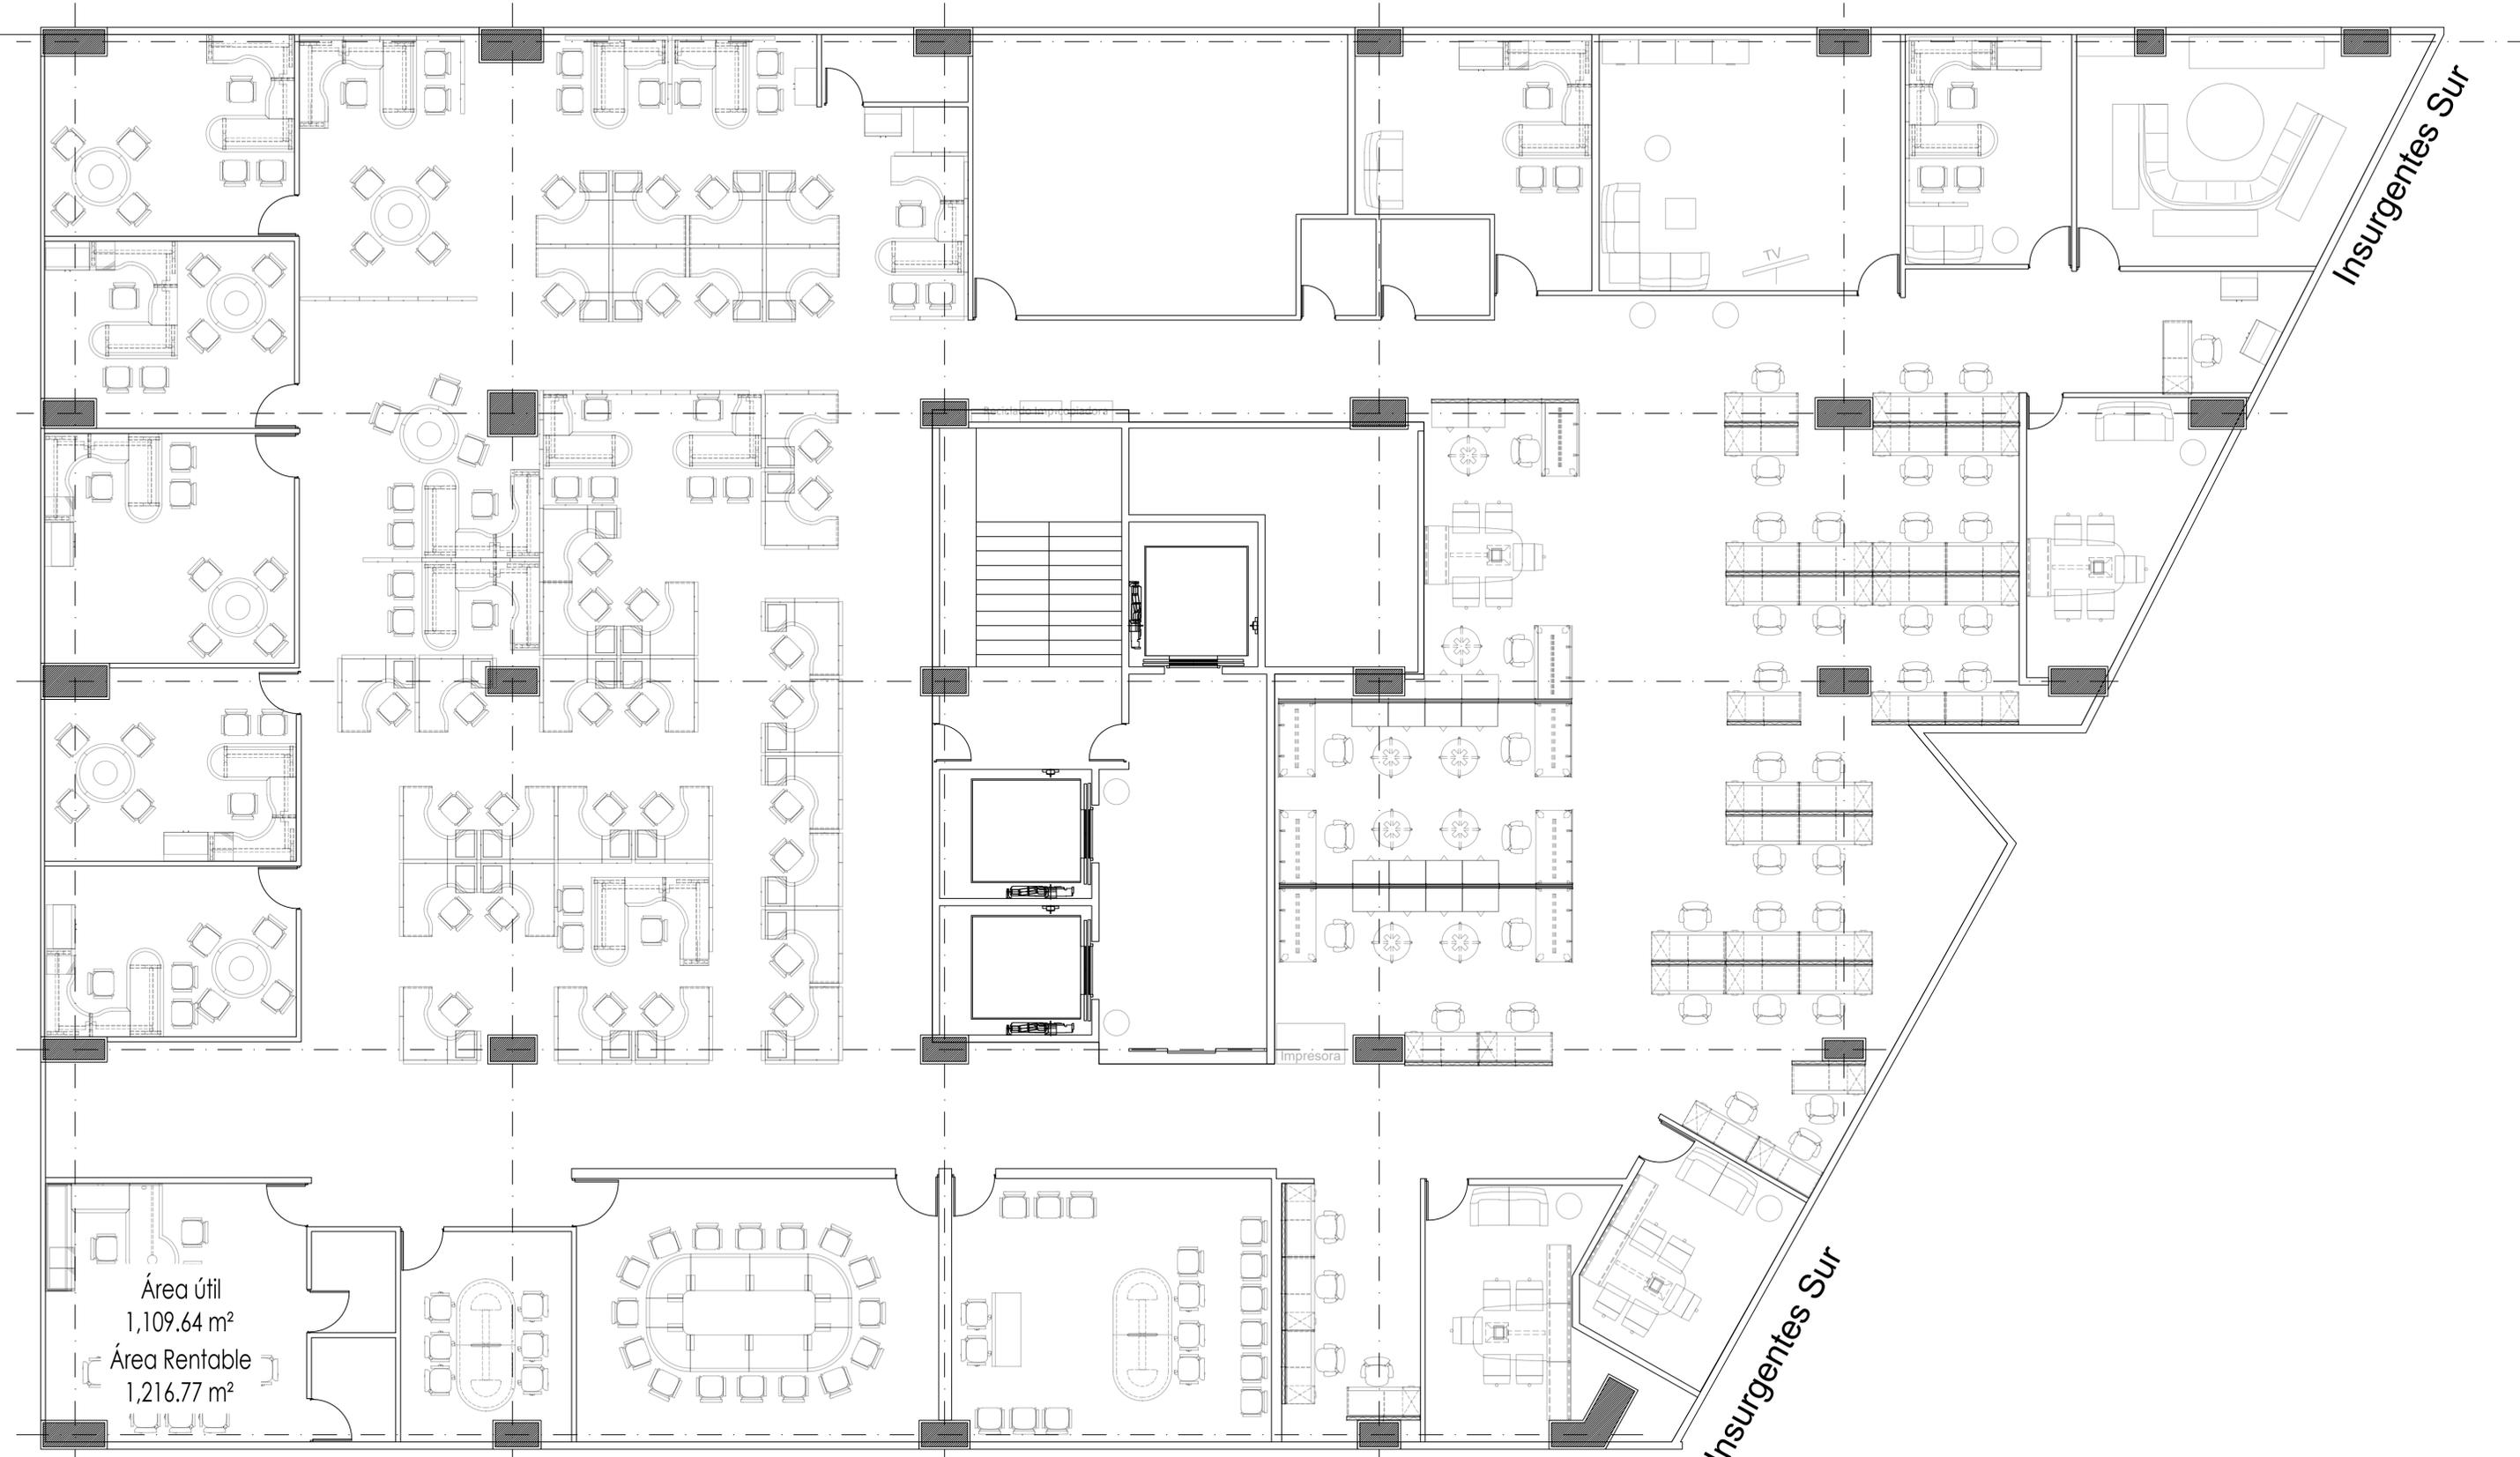 Insurgentes Sur
TV
Impresora
Área útil
1,109.64 m²
Área Rentable
1,216.77 m²
Insurgentes Sur